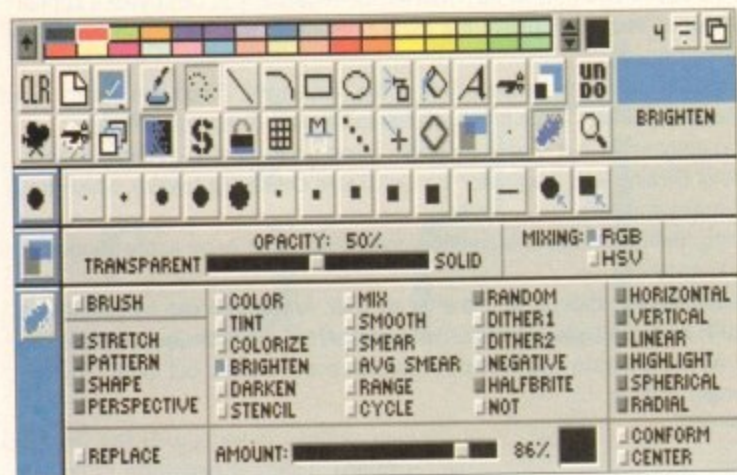 4
CLR
A
UN
DO
S
M
BRIGHTEN
OPACITY: 50%
TRANSPARENT
SOLID
MIXING:
RGB
HSV
BRUSH
STRETCH
PATTERN
SHAPE
PERSPECTIVE
COLOR
TINT
COLORIZE
BRIGHTEN
DARKEN
STENCIL
MIX
SMOOTH
SMEAR
AVG SMEAR
RANGE
CYCLE
RANDOM
DITHER1
DITHER2
NEGATIVE
HALFBRITE
NOT
HORIZONTAL
VERTICAL
LINEAR
HIGHLIGHT
SPHERICAL
RADIAL
REPLACE
AMOUNT:
86%
CONFORM
CENTER